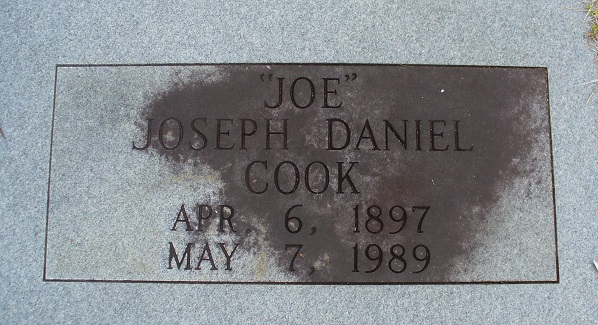 "JOE"
JOSEPH DANIEL
COOK
APR. 6, 1897
MAY 7, 1989